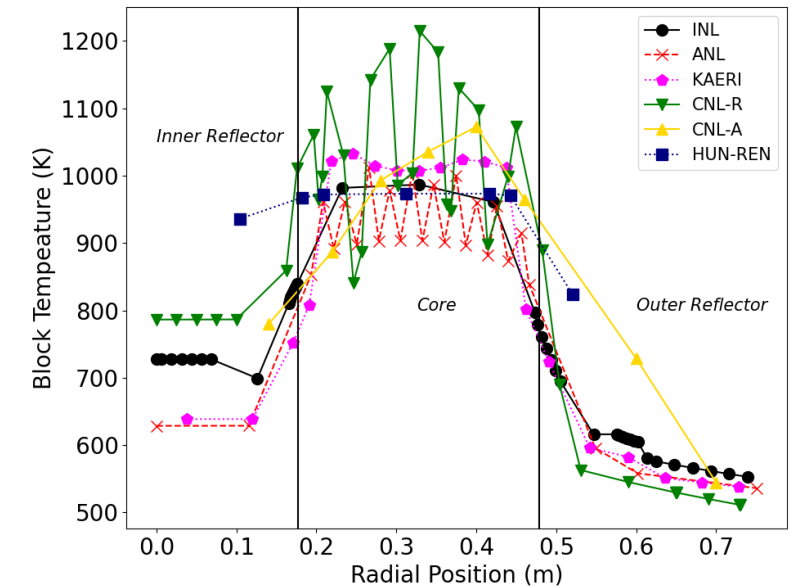 INL
ANL
KAERI
CNL-R
CNL-A
HUN-REN
Inner Reflector
Core
Outer Reflector
Block Tempeature (K)
1200
1100
1000
900
800
700
600
500
0.0 0.1 0.2 0.3 0.4 0.5 0.6 0.7
Radial Position (m)